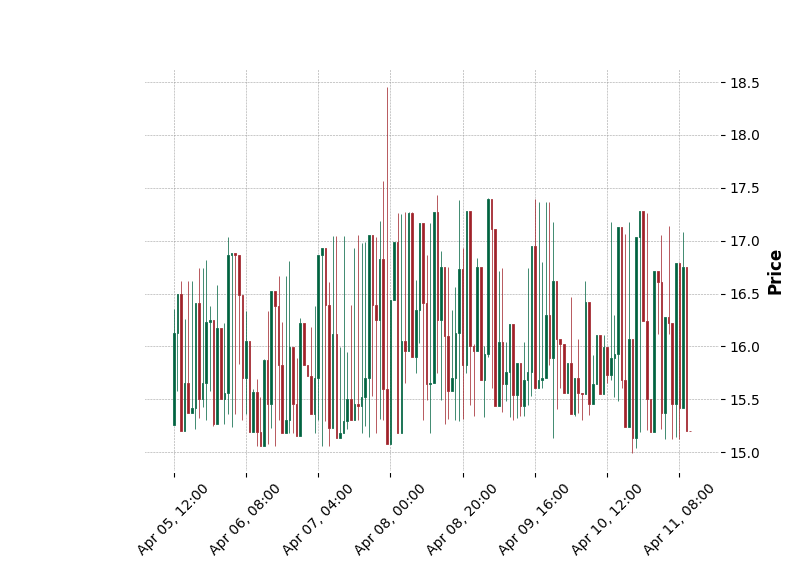 18.5
18.0
17.5
17.0
16.5
16.0
15.5
15.0
Price
Apr 05, 12:00
Apr 06, 08:00
Apr 07, 04:00
Apr 08, 00:00
Apr 08, 20:00
Apr 09, 16:00
Apr 10, 12:00
Apr 11, 08:00